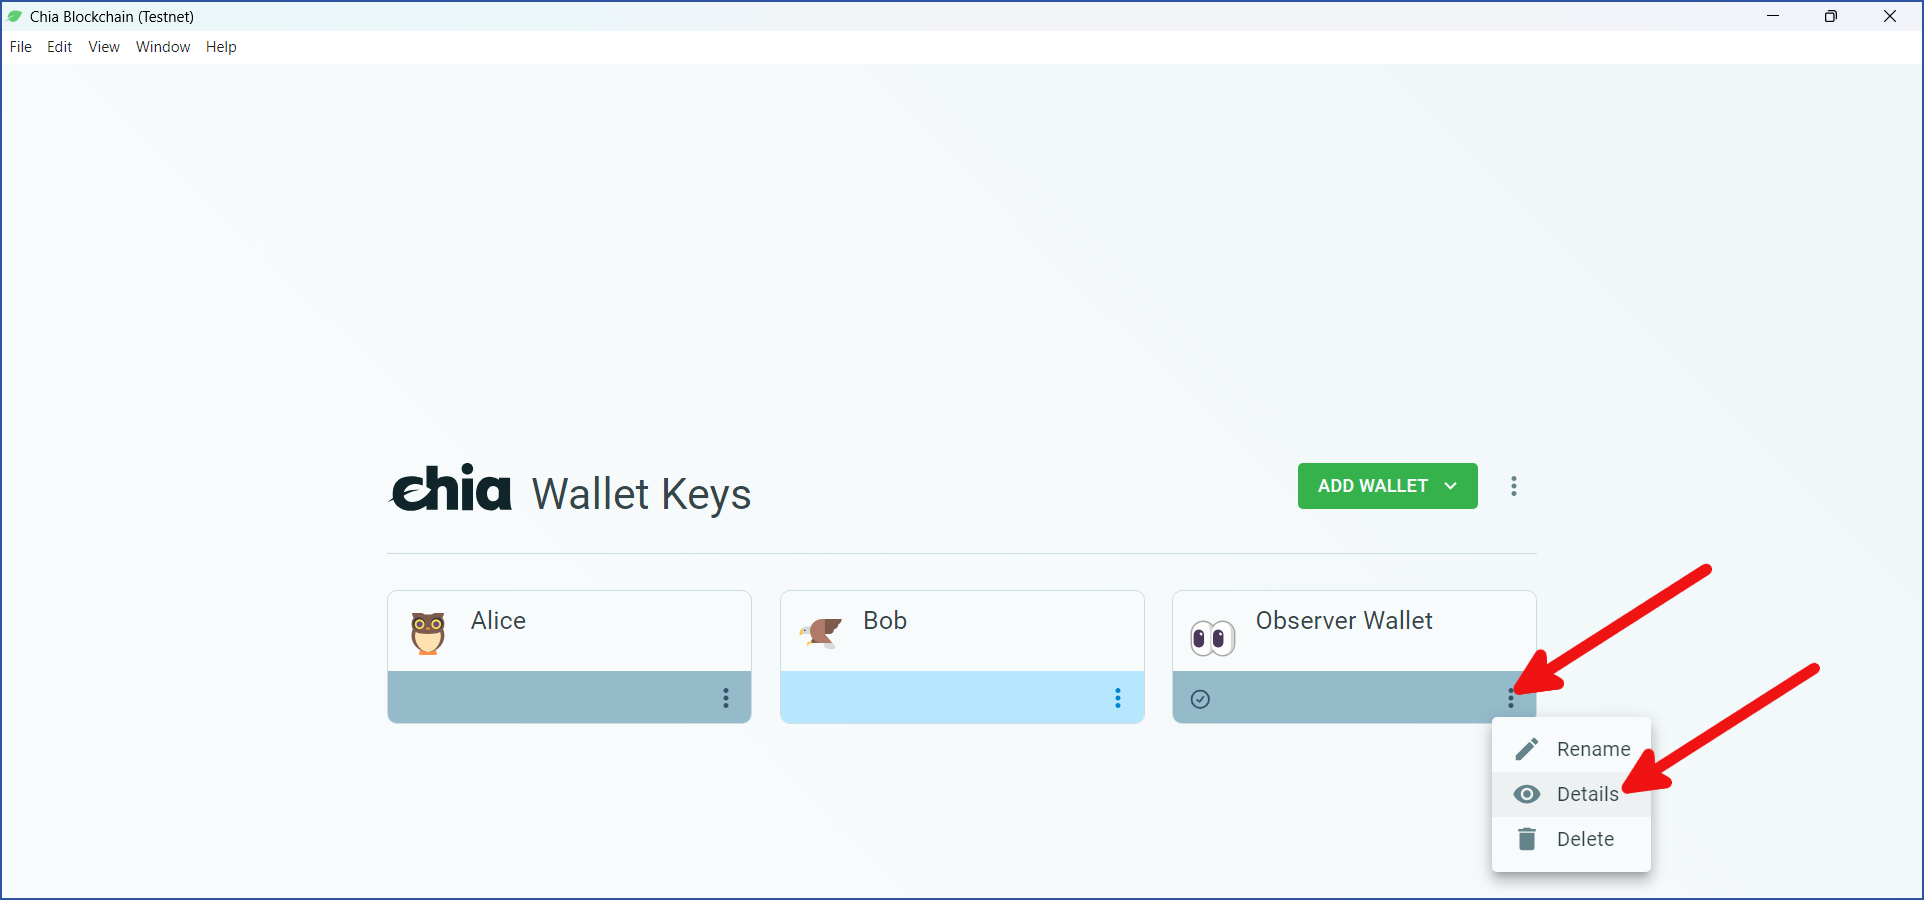 Chia Blockchain (Testnet)
File Edit View Window Help
chia Wallet Keys
ADD WALLET
Alice
Bob
Observer Wallet
Rename
Details
Delete